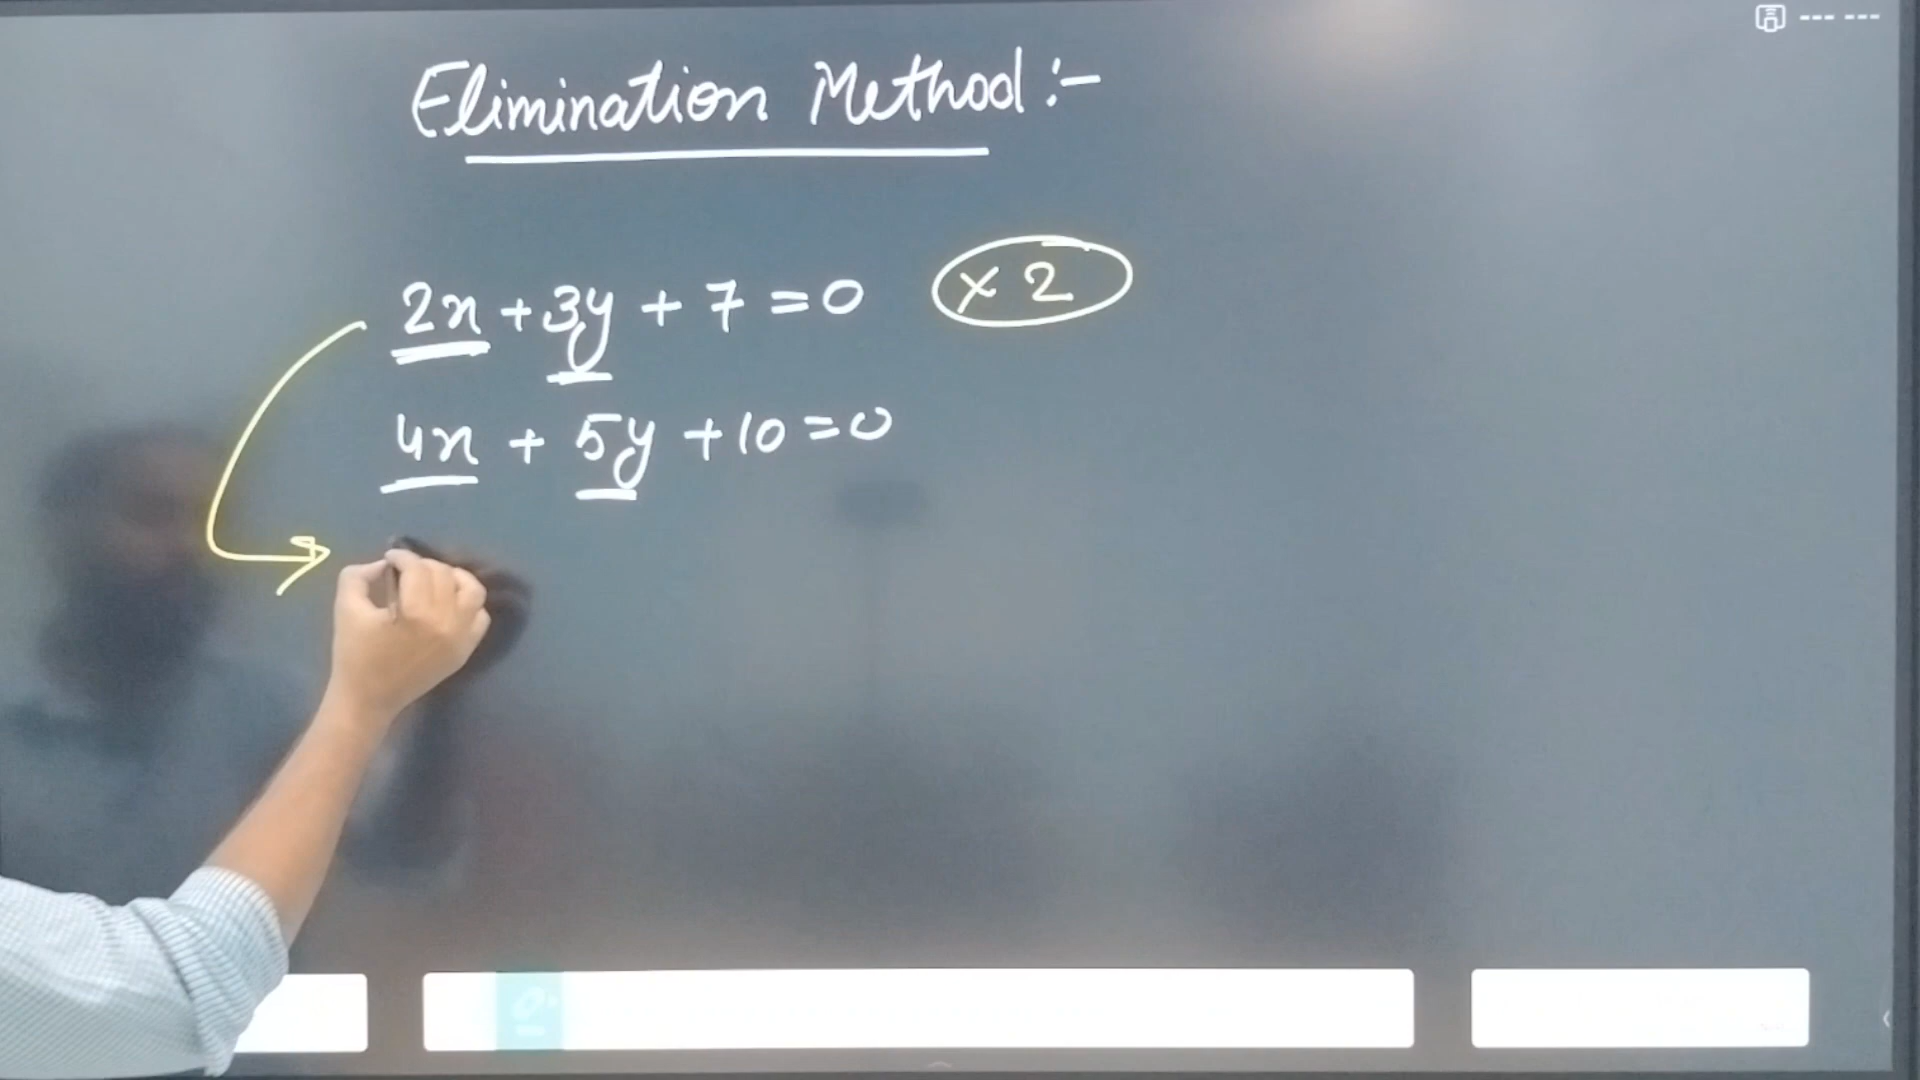 Elimination Method :-
2x + 3y + 7 = 0 × 2
4x + 5y + 10 = 0